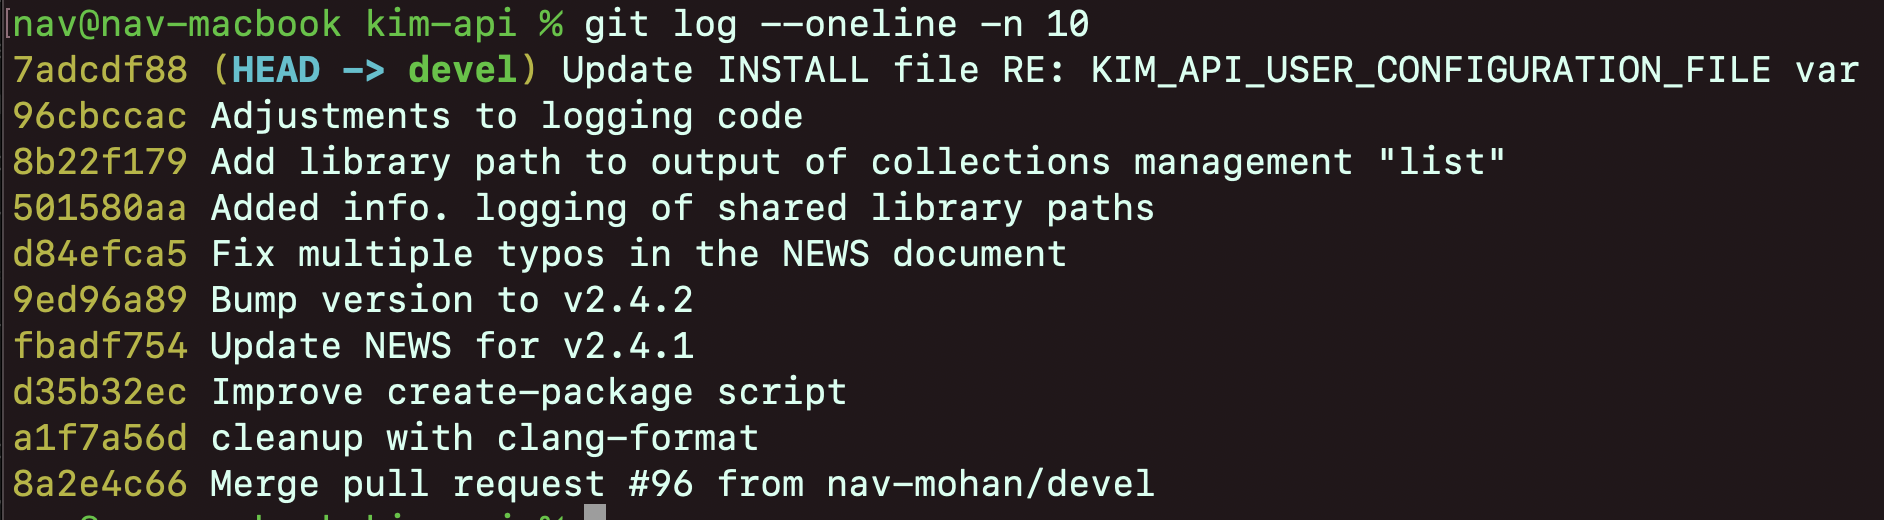 nav@nav-macbook kim-api % git log --oneline -n 10
7adcdf88 (HEAD -> devel) Update INSTALL file RE: KIM_API_USER_CONFIGURATION_FILE var
96cbccac Adjustments to logging code
8b22f179 Add library path to output of collections management "list"
501580aa Added info. logging of shared library paths
d84efca5 Fix multiple typos in the NEWS document
9ed96a89 Bump version to v2.4.2
fbadf754 Update NEWS for v2.4.1
d35b32ec Improve create-package script
a1f7a56d cleanup with clang-format
8a2e4c66 Merge pull request #96 from nav-mohan/devel